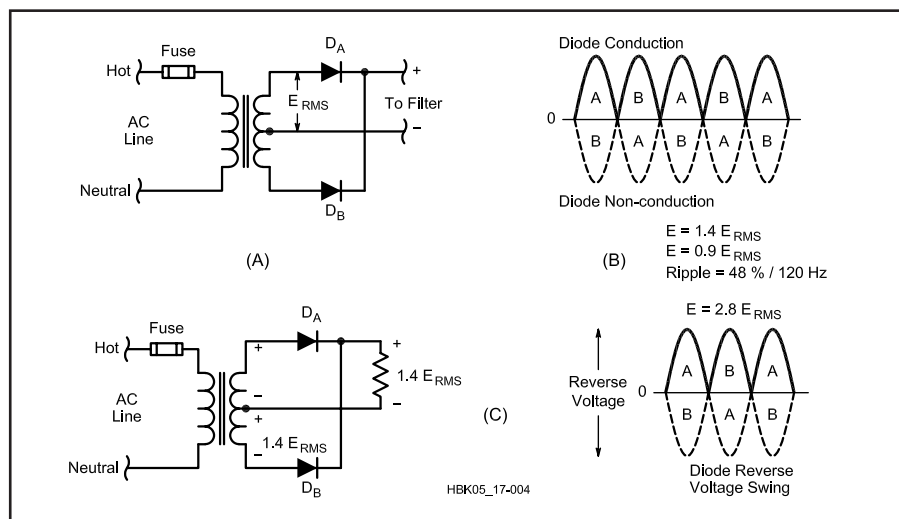 Fuse
Hot
AC
Line
Neutral
D_A
E_RMS
+
To Filter
–
D_B
(A)
Diode Conduction
A B A B A
0
B A B A B
Diode Non-conduction
E = 1.4 E_RMS
E = 0.9 E_RMS
Ripple = 48 % / 120 Hz
(B)
Fuse
Hot
AC
Line
Neutral
D_A
+
–
+
–
1.4 E_RMS
D_B
+
1.4 E_RMS
–
(C)
E = 2.8 E_RMS
Reverse
Voltage
A B A
0
B A B
Diode Reverse
Voltage Swing
HBK05_17-004